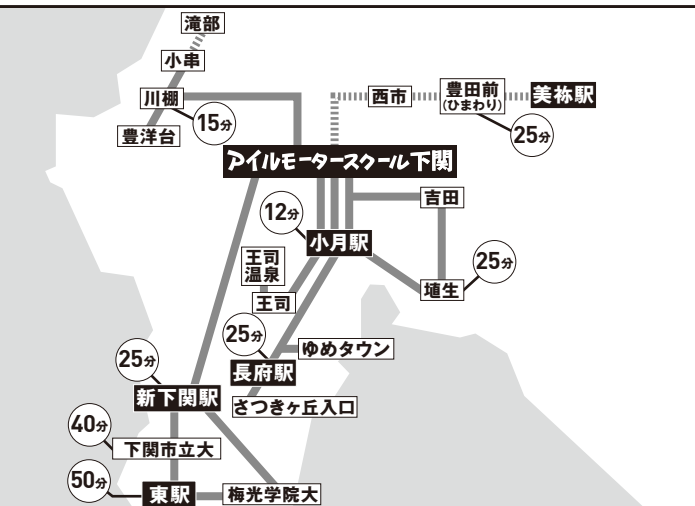 滝部
小串
川棚
15分
豊洋台
西市
豊田前
(ひまわり)
美祢駅
25分
アイルモータースクール下関
吉田
12分
小月駅
王司
温泉
25分
埴生
王司
25分
ゆめタウン
長府駅
25分
新下関駅
さつきヶ丘入口
40分
下関市立大
50分
東駅
梅光学院大